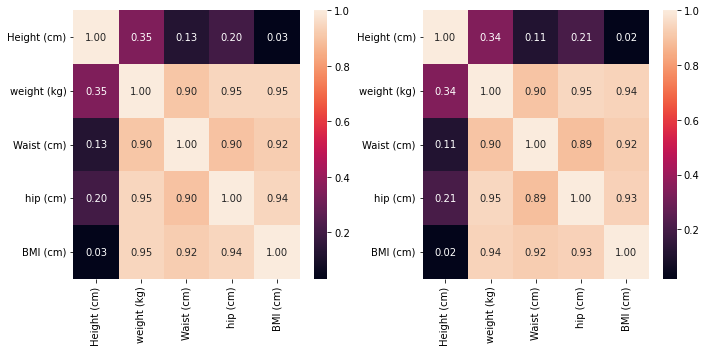 Height (cm) 1.00 0.35 0.13 0.20 0.03
weight (kg) 0.35 1.00 0.90 0.95 0.95
Waist (cm) 0.13 0.90 1.00 0.90 0.92
hip (cm) 0.20 0.95 0.90 1.00 0.94
BMI (cm) 0.03 0.95 0.92 0.94 1.00
Height (cm) weight (kg) Waist (cm) hip (cm) BMI (cm)
1.0
0.8
0.6
0.4
0.2
Height (cm) 1.00 0.34 0.11 0.21 0.02
weight (kg) 0.34 1.00 0.90 0.95 0.94
Waist (cm) 0.11 0.90 1.00 0.89 0.92
hip (cm) 0.21 0.95 0.89 1.00 0.93
BMI (cm) 0.02 0.94 0.92 0.93 1.00
Height (cm) weight (kg) Waist (cm) hip (cm) BMI (cm)
1.0
0.8
0.6
0.4
0.2